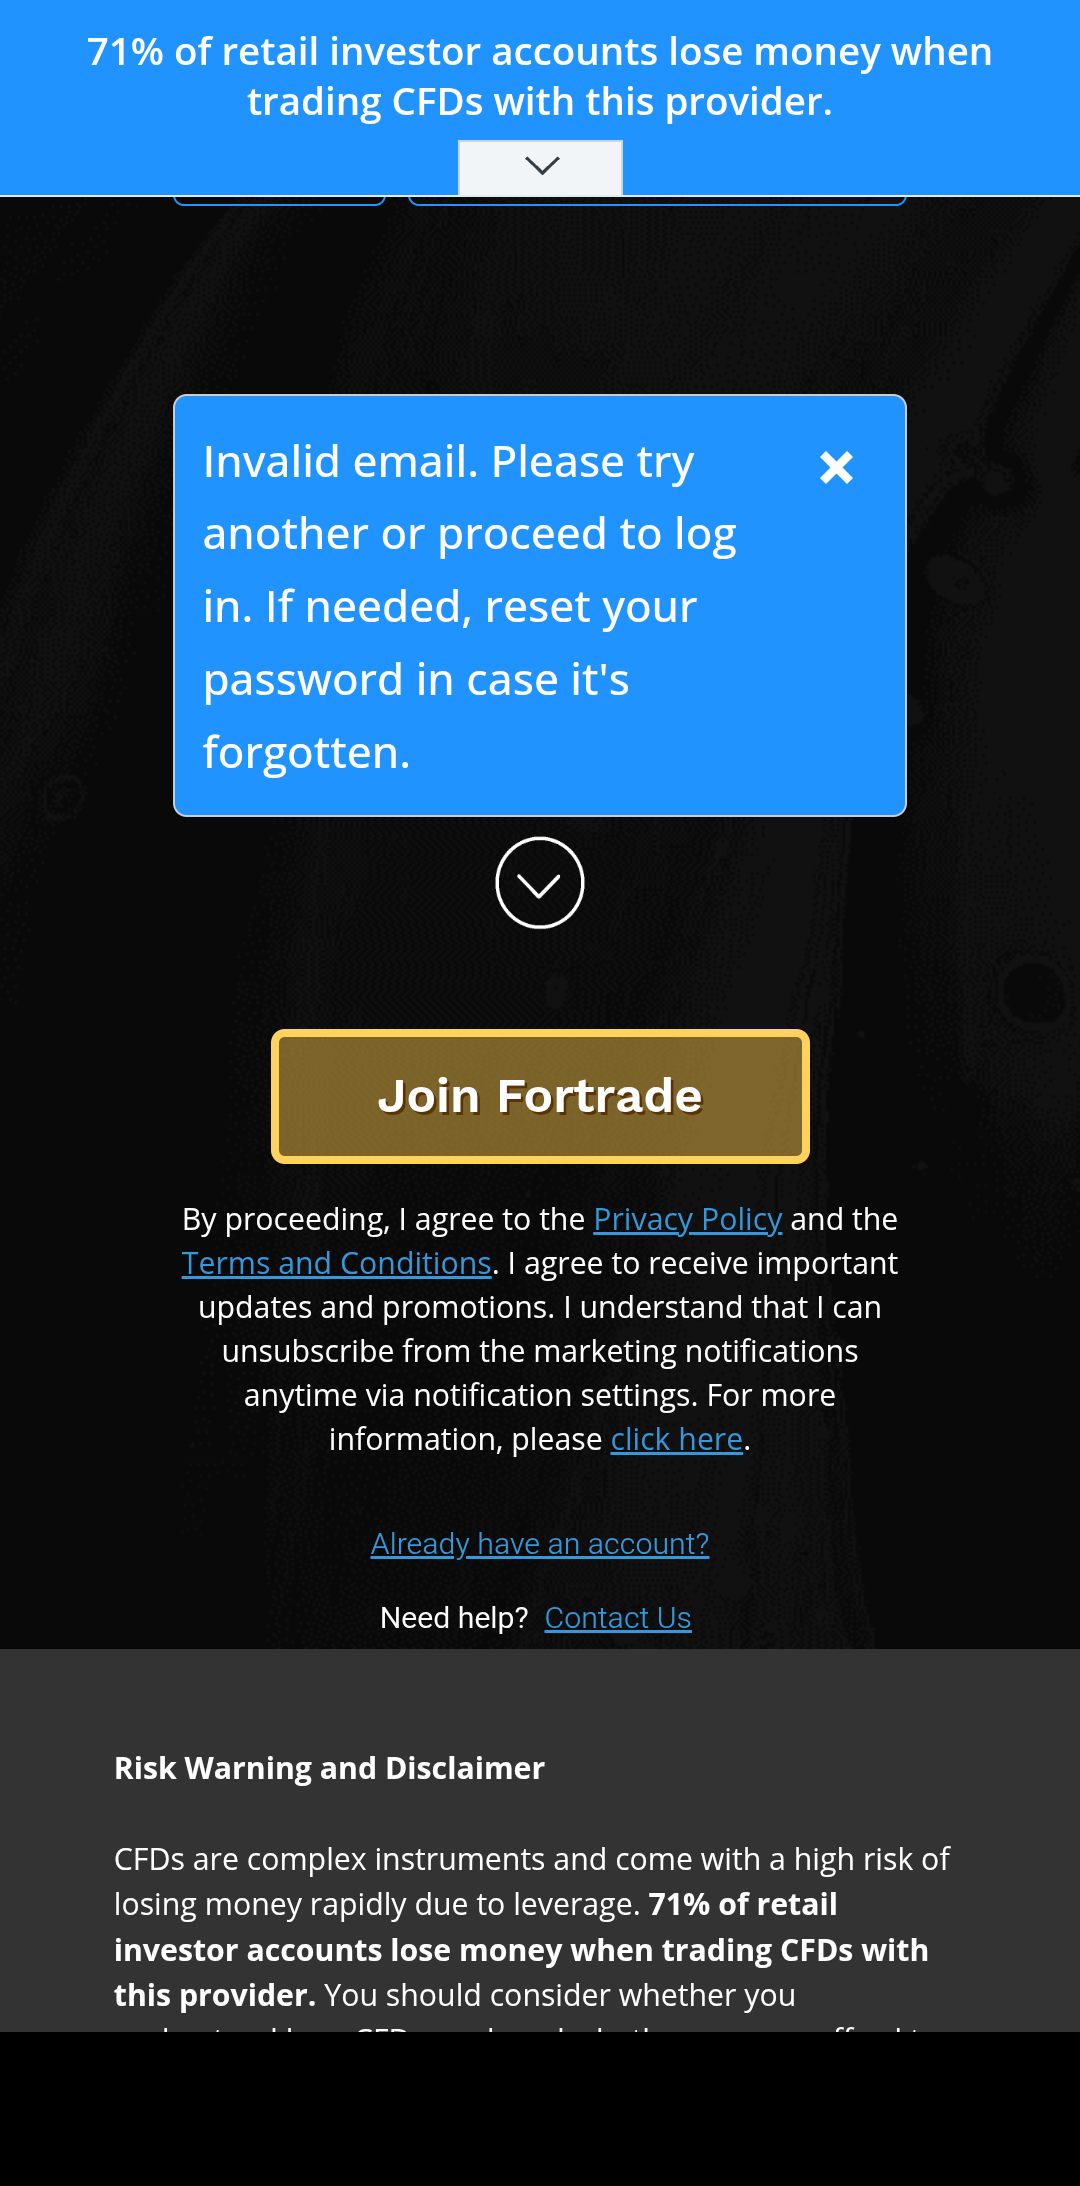 71% of retail investor accounts lose money when
trading CFDs with this provider.
Invalid email. Please try
another or proceed to log
in. If needed, reset your
password in case it's
forgotten.
Join Fortrade
By proceeding, I agree to the Privacy Policy and the
Terms and Conditions. I agree to receive important
updates and promotions. I understand that I can
unsubscribe from the marketing notifications
anytime via notification settings. For more
information, please click here.
Already have an account?
Need help? Contact Us
Risk Warning and Disclaimer
CFDs are complex instruments and come with a high risk of
losing money rapidly due to leverage. 71% of retail
investor accounts lose money when trading CFDs with
this provider. You should consider whether you